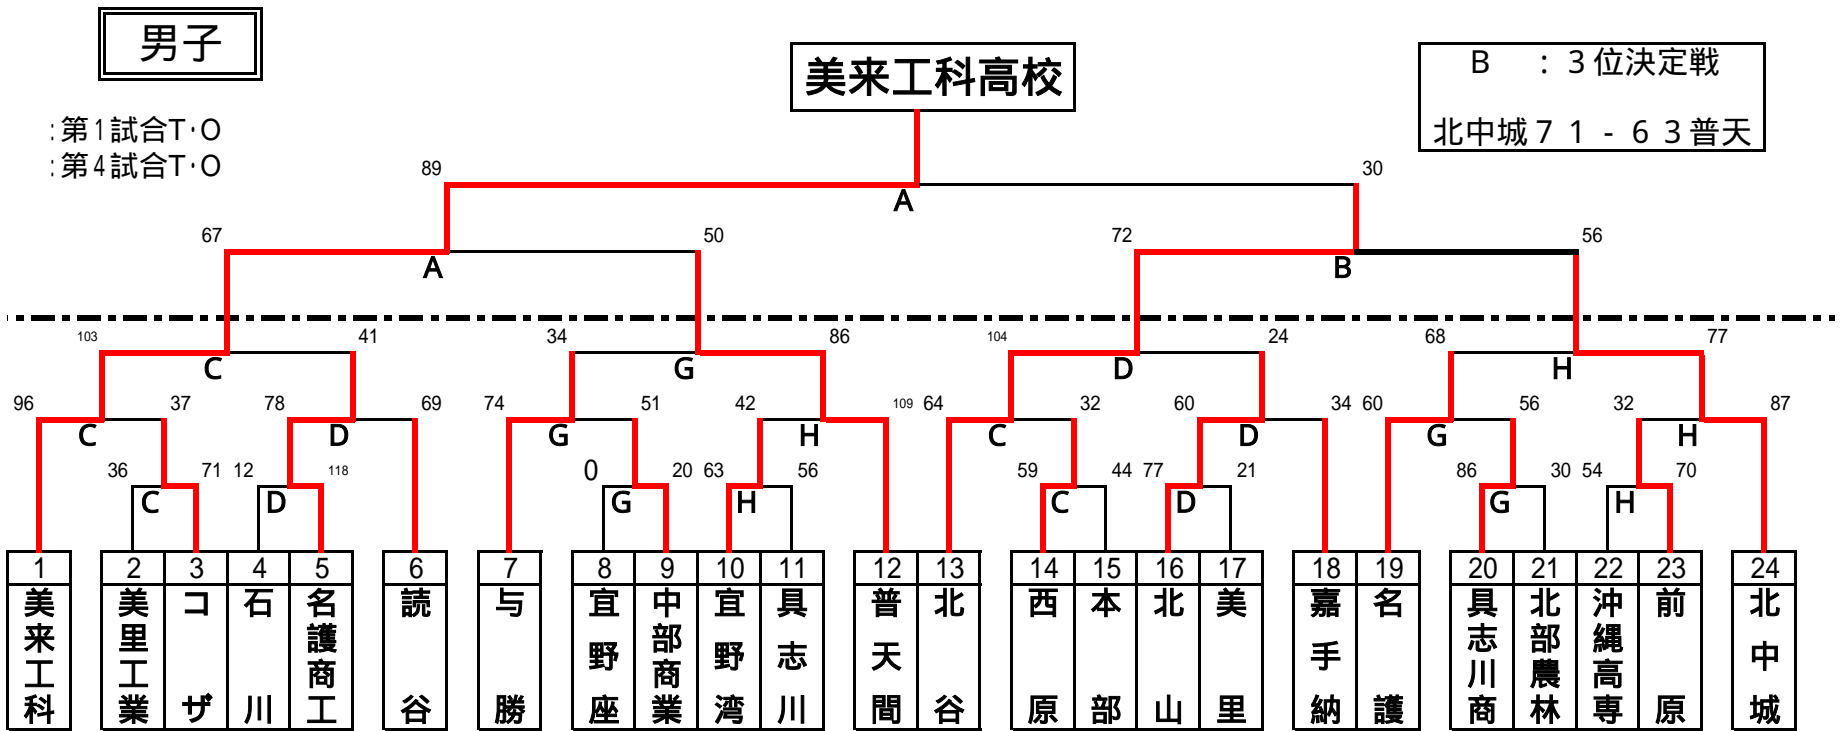 男子
美来工科高校
B : 3位決定戦
北中城71-63普天
:第1試合T·O
:第4試合T·O
89 30
A
67 50 72 56
A B
103 41 34 86 104 24 68 77
C G D H
96 37 78 69 74 51 42 109 64 32 60 34 60 56 32 87
C D G H C D G H
36 71 12 118 0 20 63 56 59 44 77 21 86 30 54 70
C D G H C D G H
1 2 3 4 5 6 7 8 9 10 11 12 13 14 15 16 17 18 19 20 21 22 23 24
美来工科
美里工業
コザ
石川
名護商工
読谷
与勝
宜野座
中部商業
宜野湾
具志川
普天間
北谷
西原
本部
北山
美里
嘉手納
名護
具志川商
北部農林
沖縄高専
前原
北中城